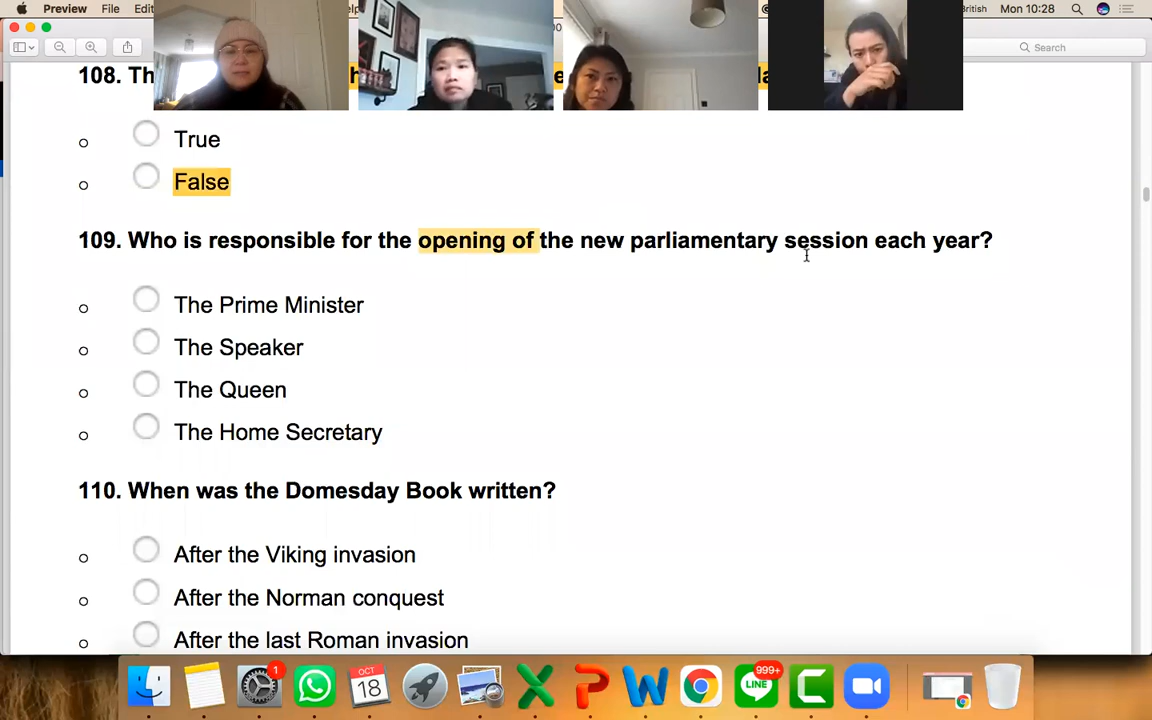 Preview File Edit
British Mon 10:28
Search
108. Th
True
False
109. Who is responsible for the opening of the new parliamentary session each year?
The Prime Minister
The Speaker
The Queen
The Home Secretary
110. When was the Domesday Book written?
After the Viking invasion
After the Norman conquest
After the last Roman invasion
1
OCT
18
999+
LINE